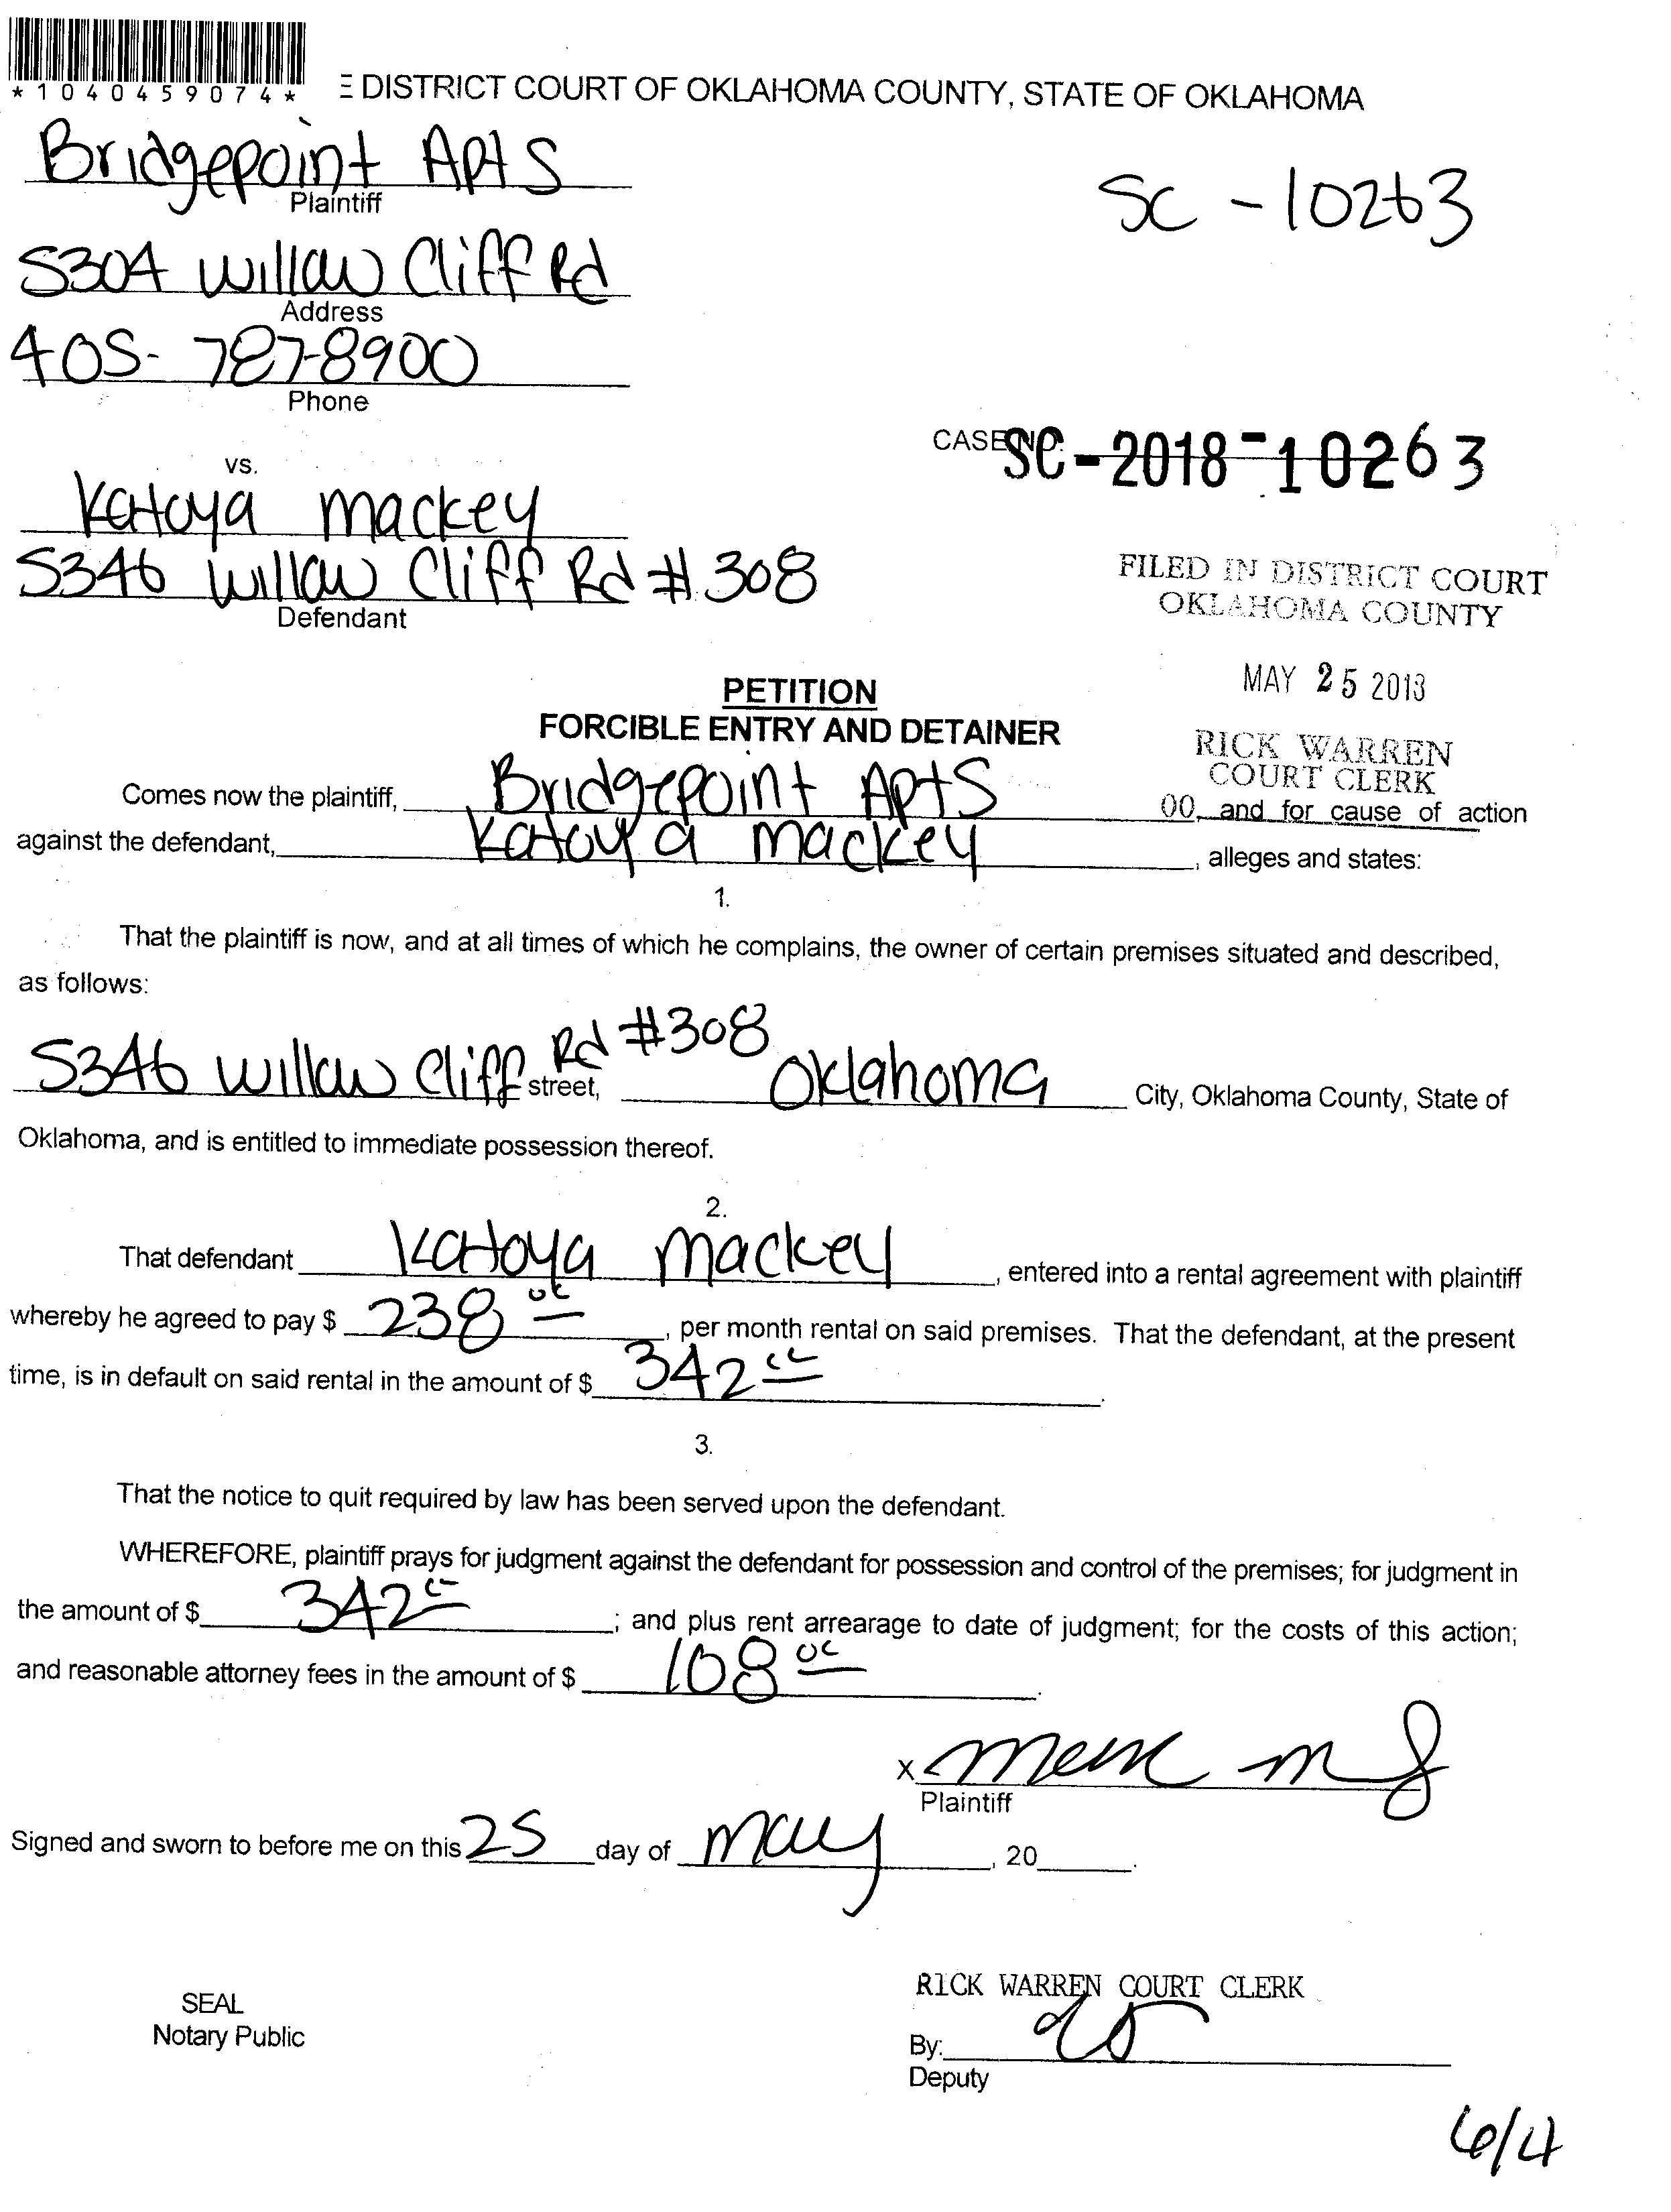 *1040459074*
E DISTRICT COURT OF OKLAHOMA COUNTY, STATE OF OKLAHOMA
Bridgepoint Apts
Plaintiff
SC - 10263
5304 Willow Cliff Rd
Address
405- 787-8900
Phone
CASE NO. SC-2018-10263
vs.
Katoya Mackey
5346 Willow Cliff Rd # 308
Defendant
FILED IN DISTRICT COURT
OKLAHOMA COUNTY
MAY 25 2018
RICK WARREN
COURT CLERK
PETITION
FORCIBLE ENTRY AND DETAINER
Comes now the plaintiff, Bridgepoint Apts 00, and for cause of action
against the defendant, Katoya Mackey, alleges and states:
1.
That the plaintiff is now, and at all times of which he complains, the owner of certain premises situated and described,
as follows:
5346 Willow Cliff Rd #308 street, Oklahoma City, Oklahoma County, State of
Oklahoma, and is entitled to immediate possession thereof.
2.
That defendant Katoya Mackey, entered into a rental agreement with plaintiff
whereby he agreed to pay $ 238 00, per month rental on said premises. That the defendant, at the present
time, is in default on said rental in the amount of $ 342 00.
3.
That the notice to quit required by law has been served upon the defendant.
WHEREFORE, plaintiff prays for judgment against the defendant for possession and control of the premises; for judgment in
the amount of $ 342 00; and plus rent arrearage to date of judgment; for the costs of this action;
and reasonable attorney fees in the amount of $ 108 00.
X
Plaintiff
Signed and sworn to before me on this 25 day of May, 20____.
SEAL
Notary Public
RICK WARREN COURT CLERK
By:
Deputy
6/4